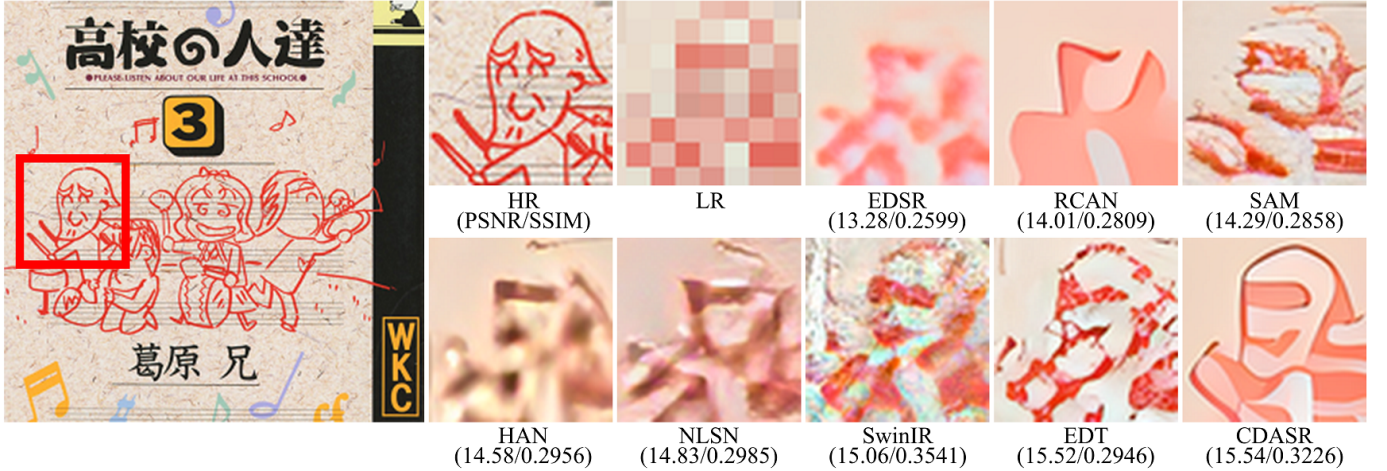 高校の人達
●PLEASE-LISTEN ABOUT OUR LIFE AT THIS SCHOOL●
3
葛原 兄
WKC
HR
(PSNR/SSIM)
LR
EDSR
(13.28/0.2599)
RCAN
(14.01/0.2809)
SAM
(14.29/0.2858)
HAN
(14.58/0.2956)
NLSN
(14.83/0.2985)
SwinIR
(15.06/0.3541)
EDT
(15.52/0.2946)
CDASR
(15.54/0.3226)